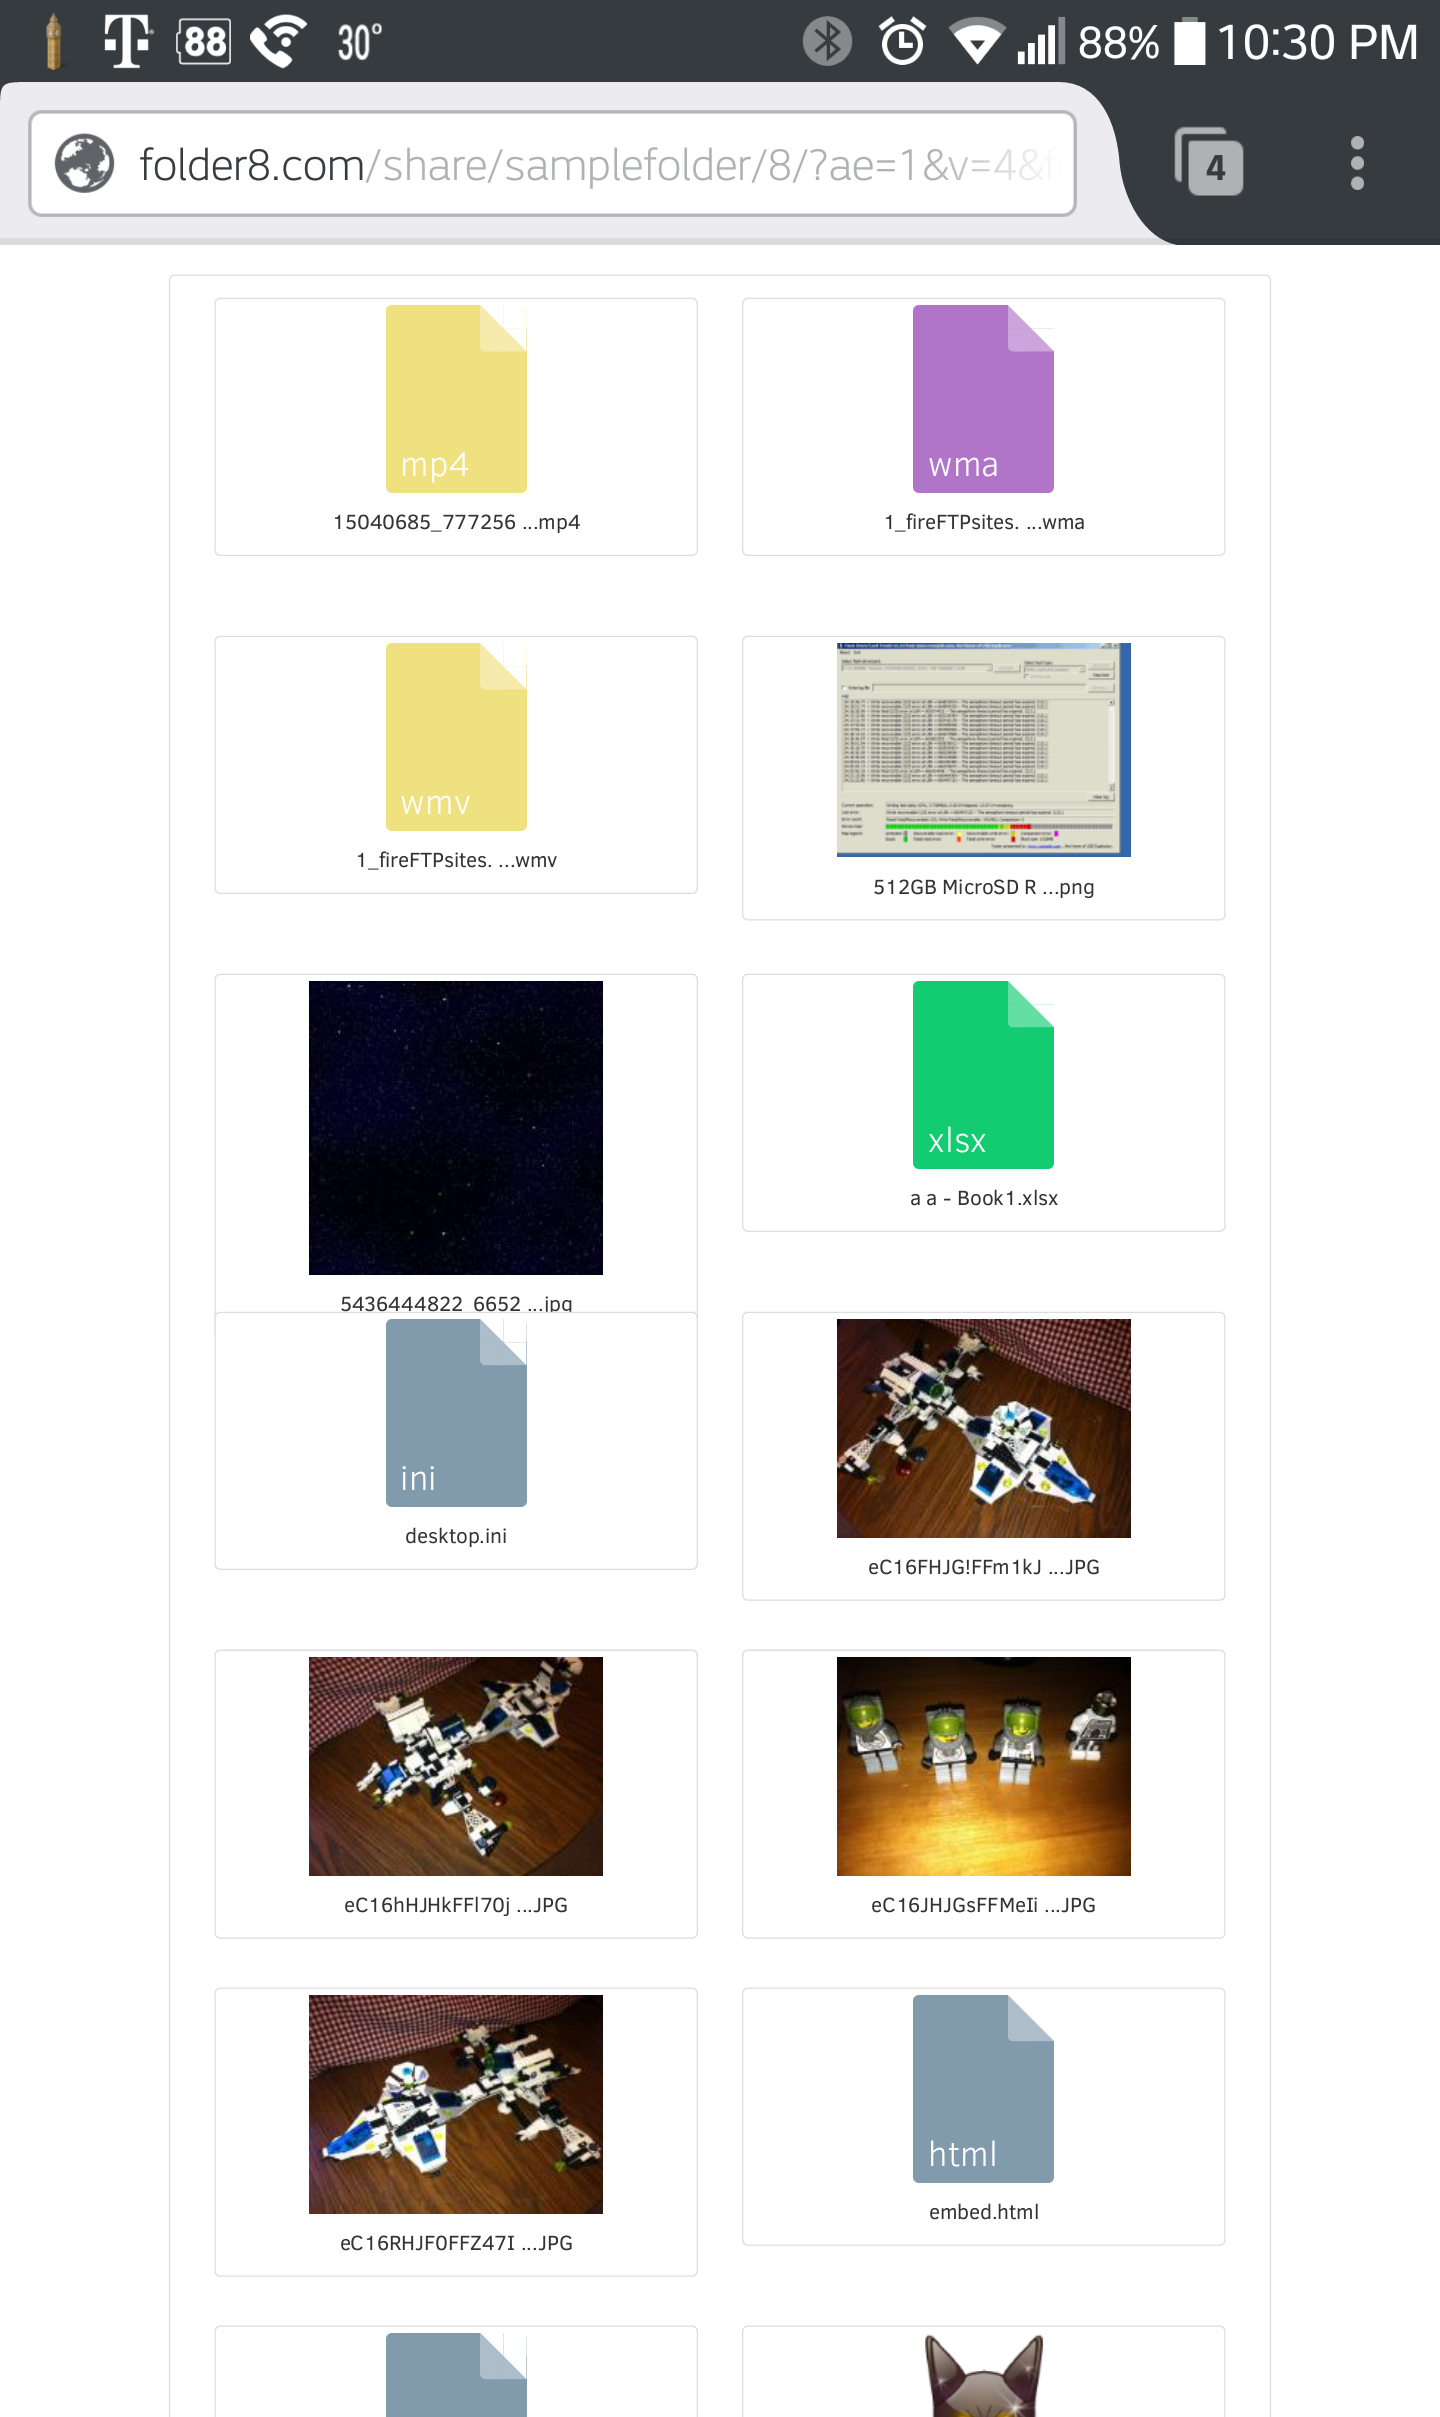 T 88 30° 88% 10:30 PM
folder8.com/share/samplefolder/8/?ae=1&v=4&f
4
mp4
15040685_777256 ...mp4
wma
1_fireFTPsites. ...wma
wmv
1_fireFTPsites. ...wmv
512GB MicroSD R ...png
5436444822_6652 ...jpg
xlsx
a a - Book1.xlsx
ini
desktop.ini
eC16FHJG!FFm1kJ ...JPG
eC16hHJHkFFl70j ...JPG
eC16JHJGsFFMeIi ...JPG
eC16RHJF0FFZ47I ...JPG
html
embed.html